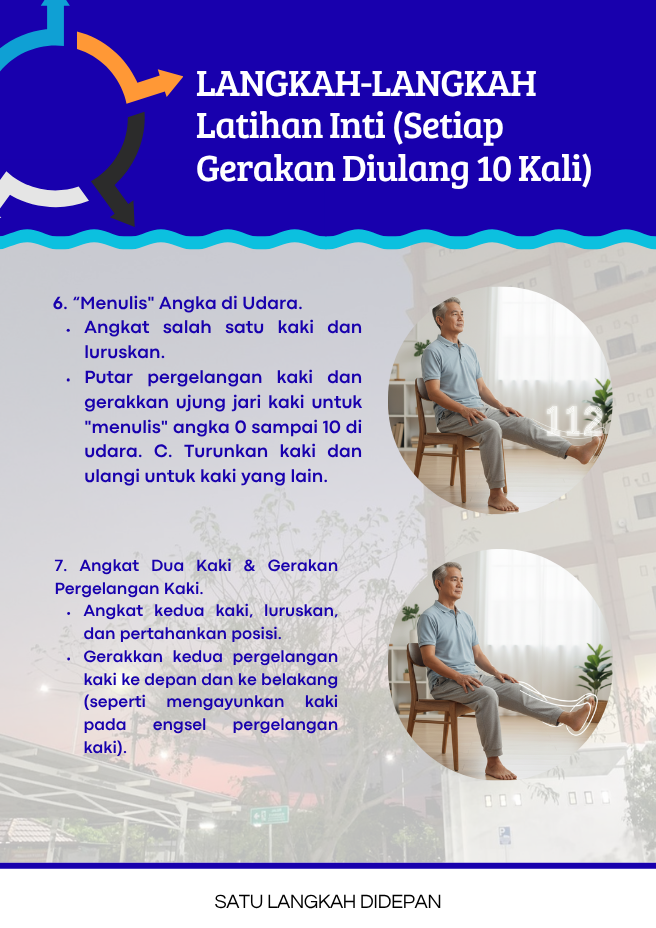 LANGKAH-LANGKAH
Latihan Inti (Setiap
Gerakan Diulang 10 Kali)
6. “Menulis" Angka di Udara.
• Angkat salah satu kaki dan
luruskan.
• Putar pergelangan kaki dan
gerakkan ujung jari kaki untuk
"menulis" angka 0 sampai 10 di
udara. C. Turunkan kaki dan
ulangi untuk kaki yang lain.
112
7. Angkat Dua Kaki & Gerakan
Pergelangan Kaki.
• Angkat kedua kaki, luruskan,
dan pertahankan posisi.
• Gerakkan kedua pergelangan
kaki ke depan dan ke belakang
(seperti mengayunkan kaki
pada engsel pergelangan
kaki).
SATU LANGKAH DIDEPAN